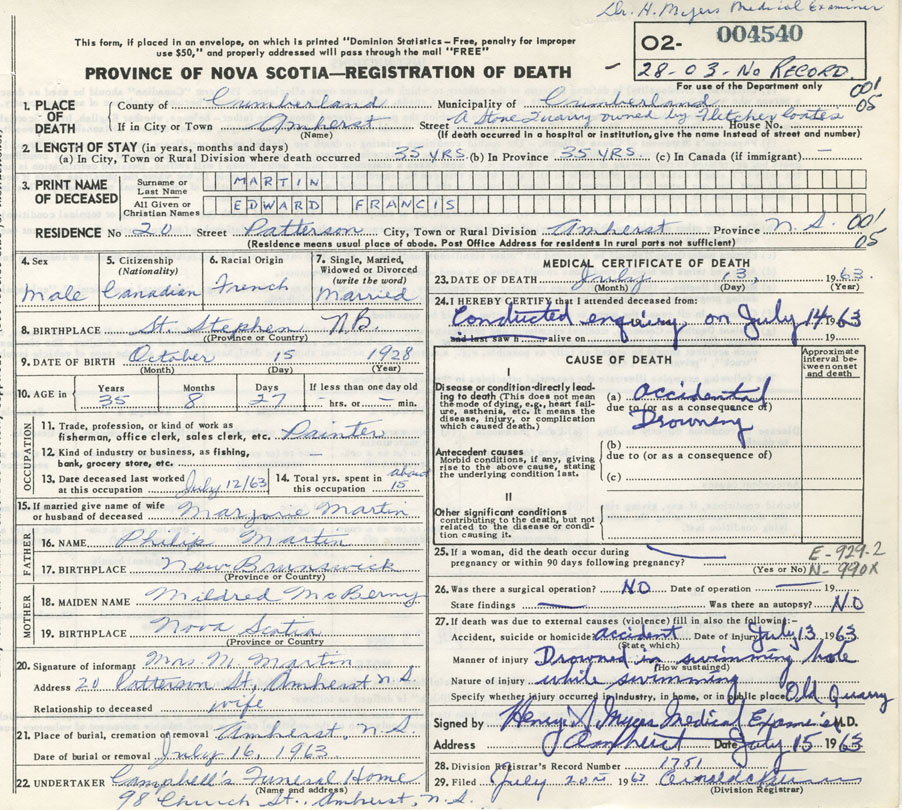 Dr. H. Myers Medical Examiner
This form, if placed in an envelope, on which is printed "Dominion Statistics – Free, penalty for improper
use $50," and properly addressed will pass through the mail "FREE"
02- 004540
28-03-No RECORD.
For use of the Department only
PROVINCE OF NOVA SCOTIA—REGISTRATION OF DEATH
001
05
1. PLACE OF DEATH
County of Cumberland Municipality of Cumberland
If in City or Town Amherst Street A Stone Quarry owned by Fletcher Coates House No.
(Name) (If death occurred in a hospital or institution, give the name instead of street and number)
2. LENGTH OF STAY (in years, months and days)
(a) In City, Town or Rural Division where death occurred 35 YRS. (b) In Province 35 YRS. (c) In Canada (if immigrant) –
3. PRINT NAME OF DECEASED
Surname or Last Name MARTIN
All Given or Christian Names EDWARD FRANCIS
RESIDENCE No 20 Street Patterson City, Town or Rural Division Amherst Province N.S. 001 05
(Residence means usual place of abode. Post Office Address for residents in rural parts not sufficient)
4. Sex Male
5. Citizenship (Nationality) Canadian
6. Racial Origin French
7. Single, Married, Widowed or Divorced (write the word) Married
8. BIRTHPLACE St. Stephen N.B.
(Province or Country)
9. DATE OF BIRTH October 15 1928
(Month) (Day) (Year)
10. AGE in Years 35 Months 8 Days 27 If less than one day old – hrs. or – min.
OCCUPATION
11. Trade, profession or kind of work as fisherman, office clerk, sales clerk, etc. Painter
12. Kind of industry or business, as fishing, bank, grocery store, etc. –
13. Date deceased last worked at this occupation July 12/63
14. Total yrs. spent in this occupation about 15
15. If married give name of wife or husband of deceased Marjorie Martin
FATHER
16. NAME Philip Martin
17. BIRTHPLACE New Brunswick
(Province or Country)
MOTHER
18. MAIDEN NAME Mildred McBerny
19. BIRTHPLACE Nova Scotia
(Province or Country)
20. Signature of informant Mrs. M. Martin
Address 20 Patterson St, Amherst N.S.
Relationship to deceased wife
21. Place of burial, cremation or removal Amherst, N.S.
Date of burial or removal July 16, 1963
22. UNDERTAKER Campbell's Funeral Home
(Name and address)
98 Church St., Amherst, N.S.
MEDICAL CERTIFICATE OF DEATH
23. DATE OF DEATH July 13, 1963
(Month) (Day) (Year)
24. I HEREBY CERTIFY that I attended deceased from:
Conducted enquiry on July 14 1963
and last saw h alive on 19
CAUSE OF DEATH
Approximate interval between onset and death
I
Disease or condition directly leading to death (This does not mean the mode of dying, e.g., heart failure, asthenia, etc. It means the disease, injury, or complication which caused death.)
(a) accidental
due to (or as a consequence of)
Drowning
Antecedent causes
Morbid conditions, if any, giving rise to the above cause, stating the underlying condition last.
(b)
due to (or as a consequence of)
(c)
II
Other significant conditions
contributing to the death, but not related to the disease or condition causing it.
25. If a woman, did the death occur during pregnancy or within 90 days following pregnancy?
(Yes or No)
E-929-2
N-990X
26. Was there a surgical operation? NO Date of operation – 19
State findings – Was there an autopsy? NO
27. If death was due to external causes (violence) fill in also the following:–
Accident, suicide or homicide accident Date of injury July 13 1963
(State which)
Manner of injury Drowned in swimming hole
(How sustained)
Nature of injury while swimming
Specify whether injury occurred in industry, in home, or in public place Old Quarry
Signed by Henry Myers Medical Examiner M.D.
Address Amherst Date July 15 1963
28. Division Registrar's Record Number 1751
29. Filed July 20 1963
(Division Registrar)